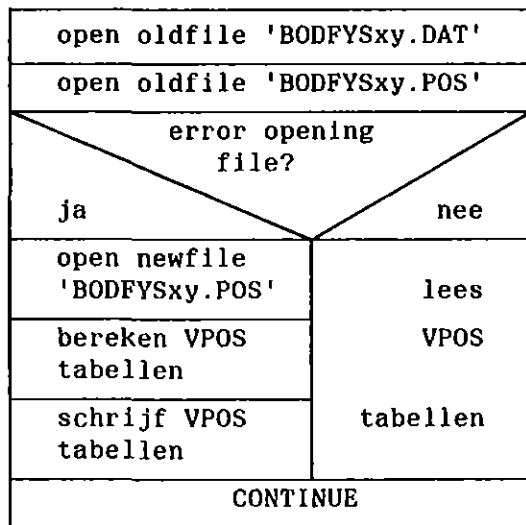 open oldfile 'BODFYSxy.DAT'
open oldfile 'BODFYSxy.POS'
error opening
file?
ja
nee
open newfile
'BODFYSxy.POS'
bereken VPOS
tabellen
schrijf VPOS
tabellen
lees
VPOS
tabellen
CONTINUE